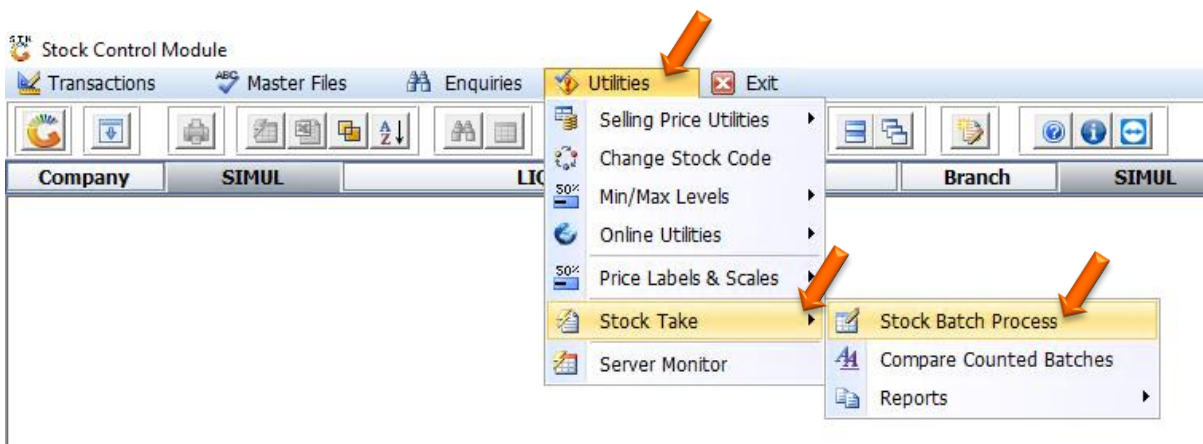 Stock Control Module
Transactions Master Files Enquiries Utilities Exit
Company SIMUL LIQ Branch SIMUL
Selling Price Utilities
Change Stock Code
Min/Max Levels
Online Utilities
Price Labels & Scales
Stock Take
Server Monitor
Stock Batch Process
Compare Counted Batches
Reports